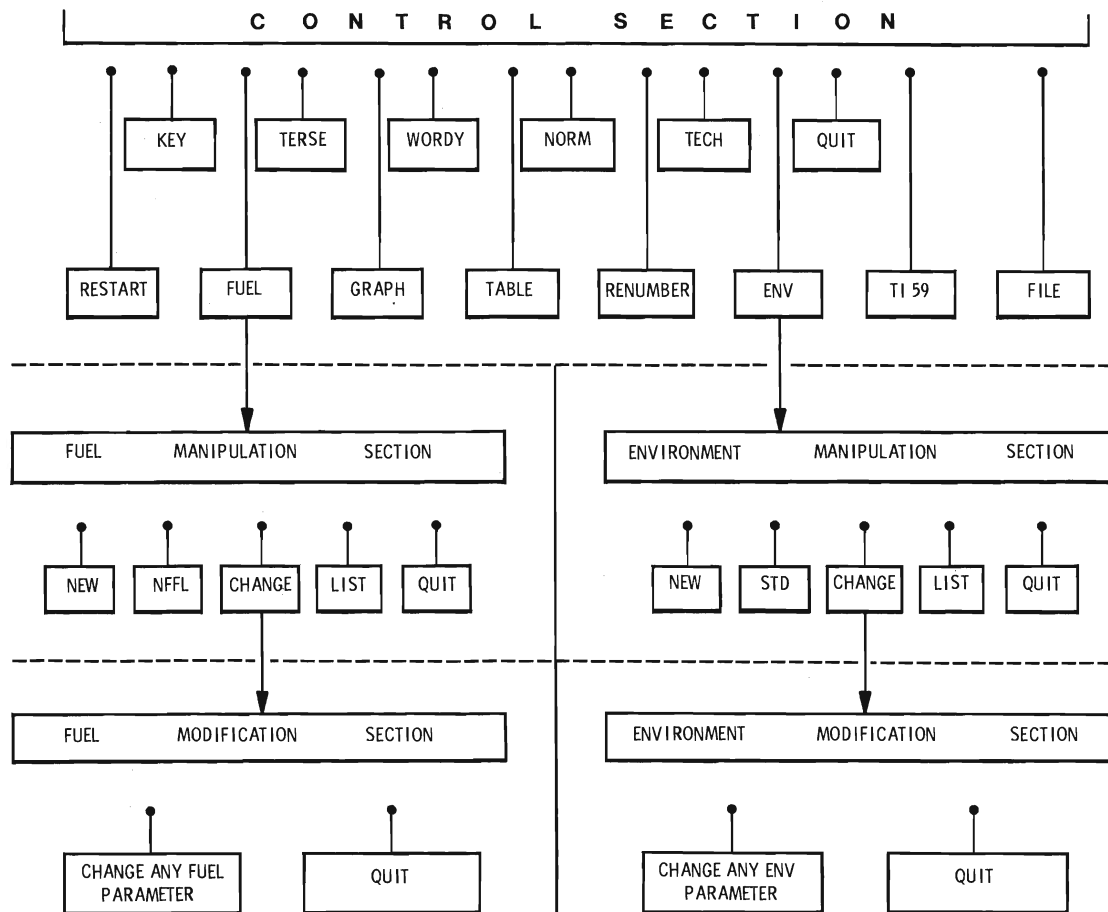 CONTROL SECTION
KEY TERSE WORDY NORM TECH QUIT
RESTART FUEL GRAPH TABLE RENUMBER ENV TI 59 FILE
FUEL MANIPULATION SECTION
ENVIRONMENT MANIPULATION SECTION
NEW NFFL CHANGE LIST QUIT
NEW STD CHANGE LIST QUIT
FUEL MODIFICATION SECTION
ENVIRONMENT MODIFICATION SECTION
CHANGE ANY FUEL
PARAMETER
QUIT
CHANGE ANY ENV
PARAMETER
QUIT